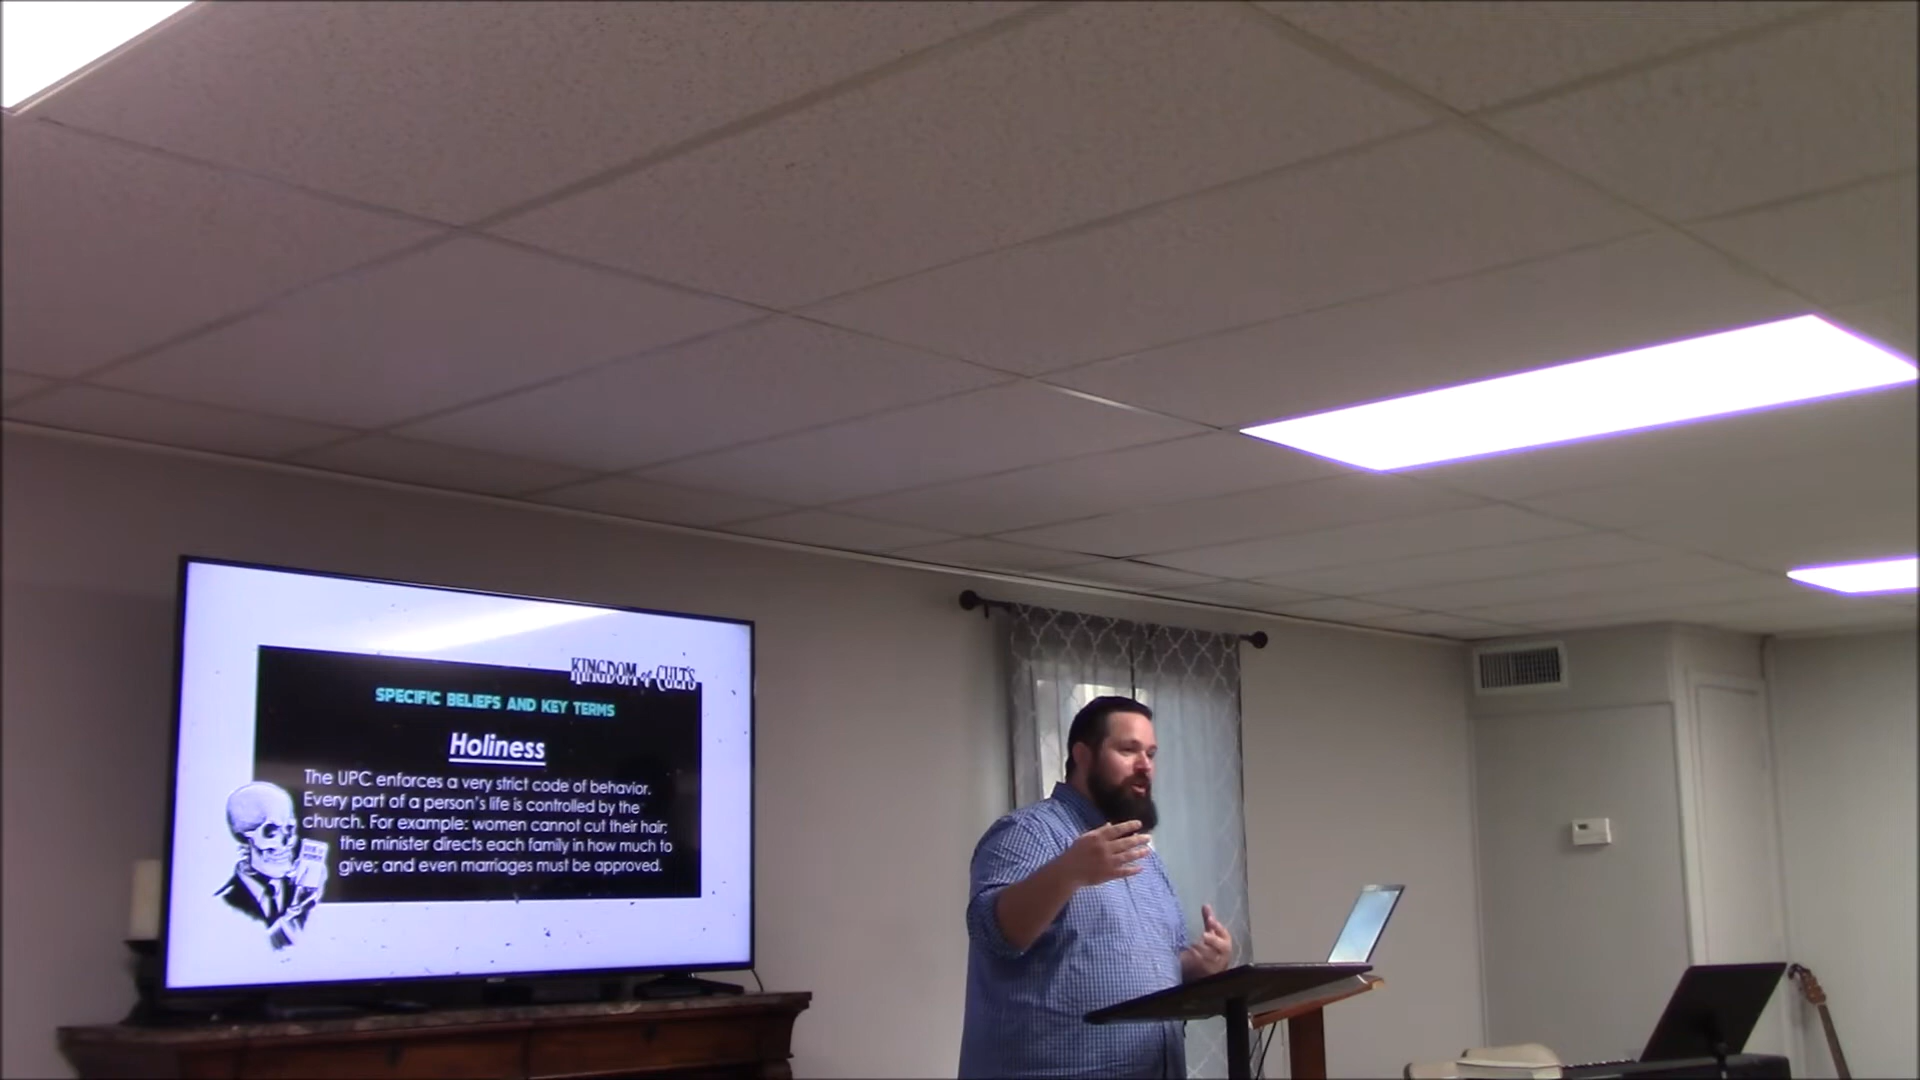 KINGDOM of CULTS
SPECIFIC BELIEFS AND KEY TERMS
Holiness
The UPC enforces a very strict code of behavior.
Every part of a person's life is controlled by the
church. For example: women cannot cut their hair;
the minister directs each family in how much to
give; and even marriages must be approved.